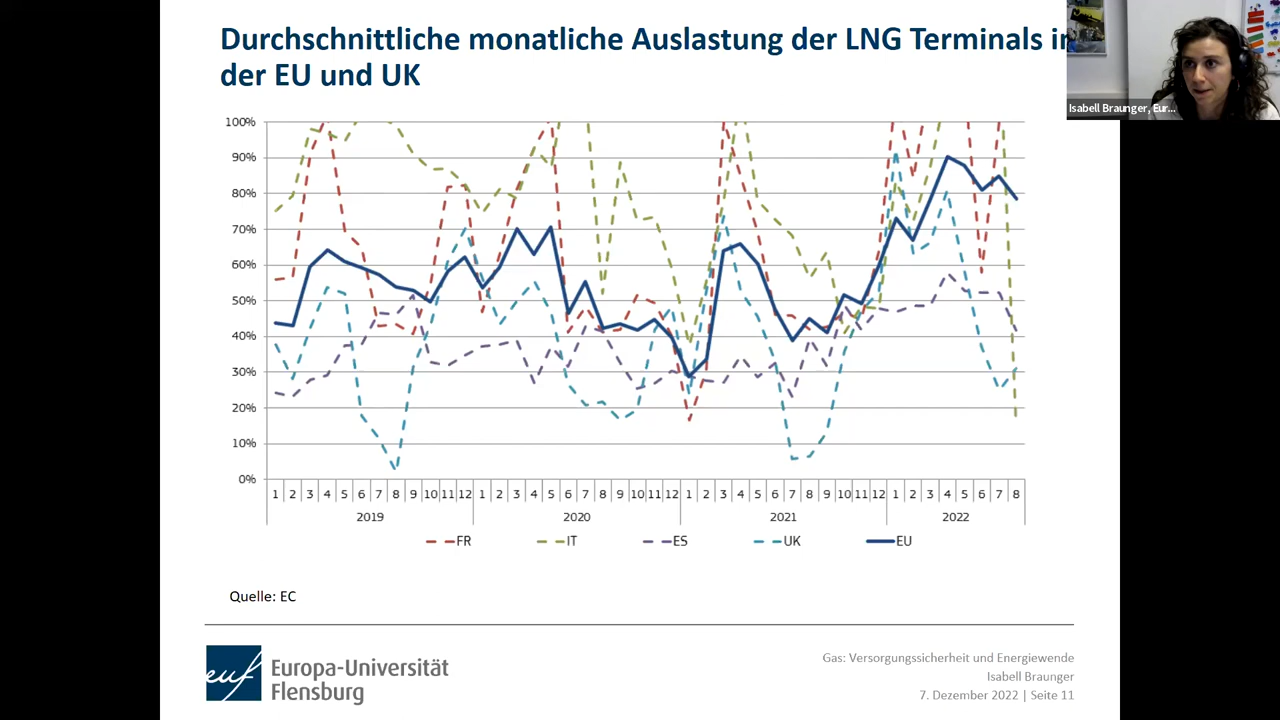 Durchschnittliche monatliche Auslastung der LNG Terminals in
der EU und UK
Isabell Braunger, Eur...
100%
90%
80%
70%
60%
50%
40%
30%
20%
10%
0%
1 2 3 4 5 6 7 8 9 10 11 12 1 2 3 4 5 6 7 8 9 10 11 12 1 2 3 4 5 6 7 8 9 10 11 12 1 2 3 4 5 6 7 8
2019 2020 2021 2022
FR IT ES UK EU
Quelle: EC
euf Europa-Universität
Flensburg
Gas: Versorgungssicherheit und Energiewende
Isabell Braunger
7. Dezember 2022 | Seite 11